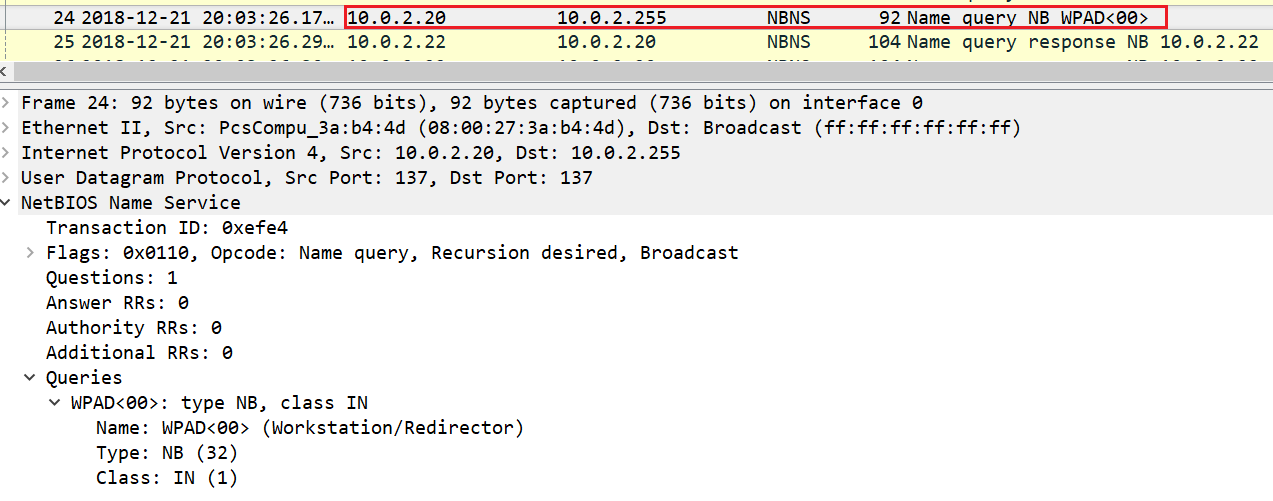 24 2018-12-21 20:03:26.17… 10.0.2.20 10.0.2.255 NBNS 92 Name query NB WPAD<00>
25 2018-12-21 20:03:26.29… 10.0.2.22 10.0.2.20 NBNS 104 Name query response NB 10.0.2.22
Frame 24: 92 bytes on wire (736 bits), 92 bytes captured (736 bits) on interface 0
Ethernet II, Src: PcsCompu_3a:b4:4d (08:00:27:3a:b4:4d), Dst: Broadcast (ff:ff:ff:ff:ff:ff)
Internet Protocol Version 4, Src: 10.0.2.20, Dst: 10.0.2.255
User Datagram Protocol, Src Port: 137, Dst Port: 137
NetBIOS Name Service
Transaction ID: 0xefe4
Flags: 0x0110, Opcode: Name query, Recursion desired, Broadcast
Questions: 1
Answer RRs: 0
Authority RRs: 0
Additional RRs: 0
Queries
WPAD<00>: type NB, class IN
Name: WPAD<00> (Workstation/Redirector)
Type: NB (32)
Class: IN (1)